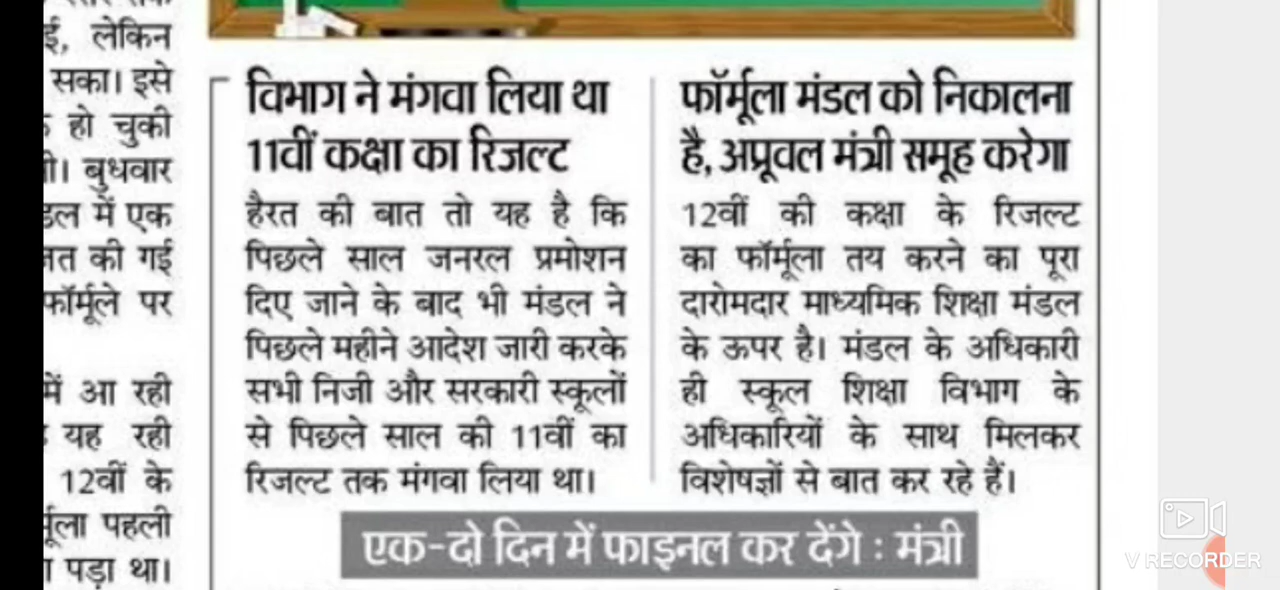 ई, लेकिन
सका। इसे
हो चुकी
बुधवार
में एक
की गई
फॉर्मूले पर
में आ रही
यह रही
12वीं के
पहली
पड़ा था।
विभाग ने मंगवा लिया था
11वीं कक्षा का रिजल्ट
हैरत की बात तो यह है कि
पिछले साल जनरल प्रमोशन
दिए जाने के बाद भी मंडल ने
पिछले महीने आदेश जारी करके
सभी निजी और सरकारी स्कूलों
से पिछले साल की 11वीं का
रिजल्ट तक मंगवा लिया था।
फॉर्मूला मंडल को निकालना
है, अप्रूवल मंत्री समूह करेगा
12वीं की कक्षा के रिजल्ट
का फॉर्मूला तय करने का पूरा
दारोमदार माध्यमिक शिक्षा मंडल
के ऊपर है। मंडल के अधिकारी
ही स्कूल शिक्षा विभाग के
अधिकारियों के साथ मिलकर
विशेषज्ञों से बात कर रहे हैं।
एक-दो दिन में फाइनल कर देंगे : मंत्री
V RECORDER